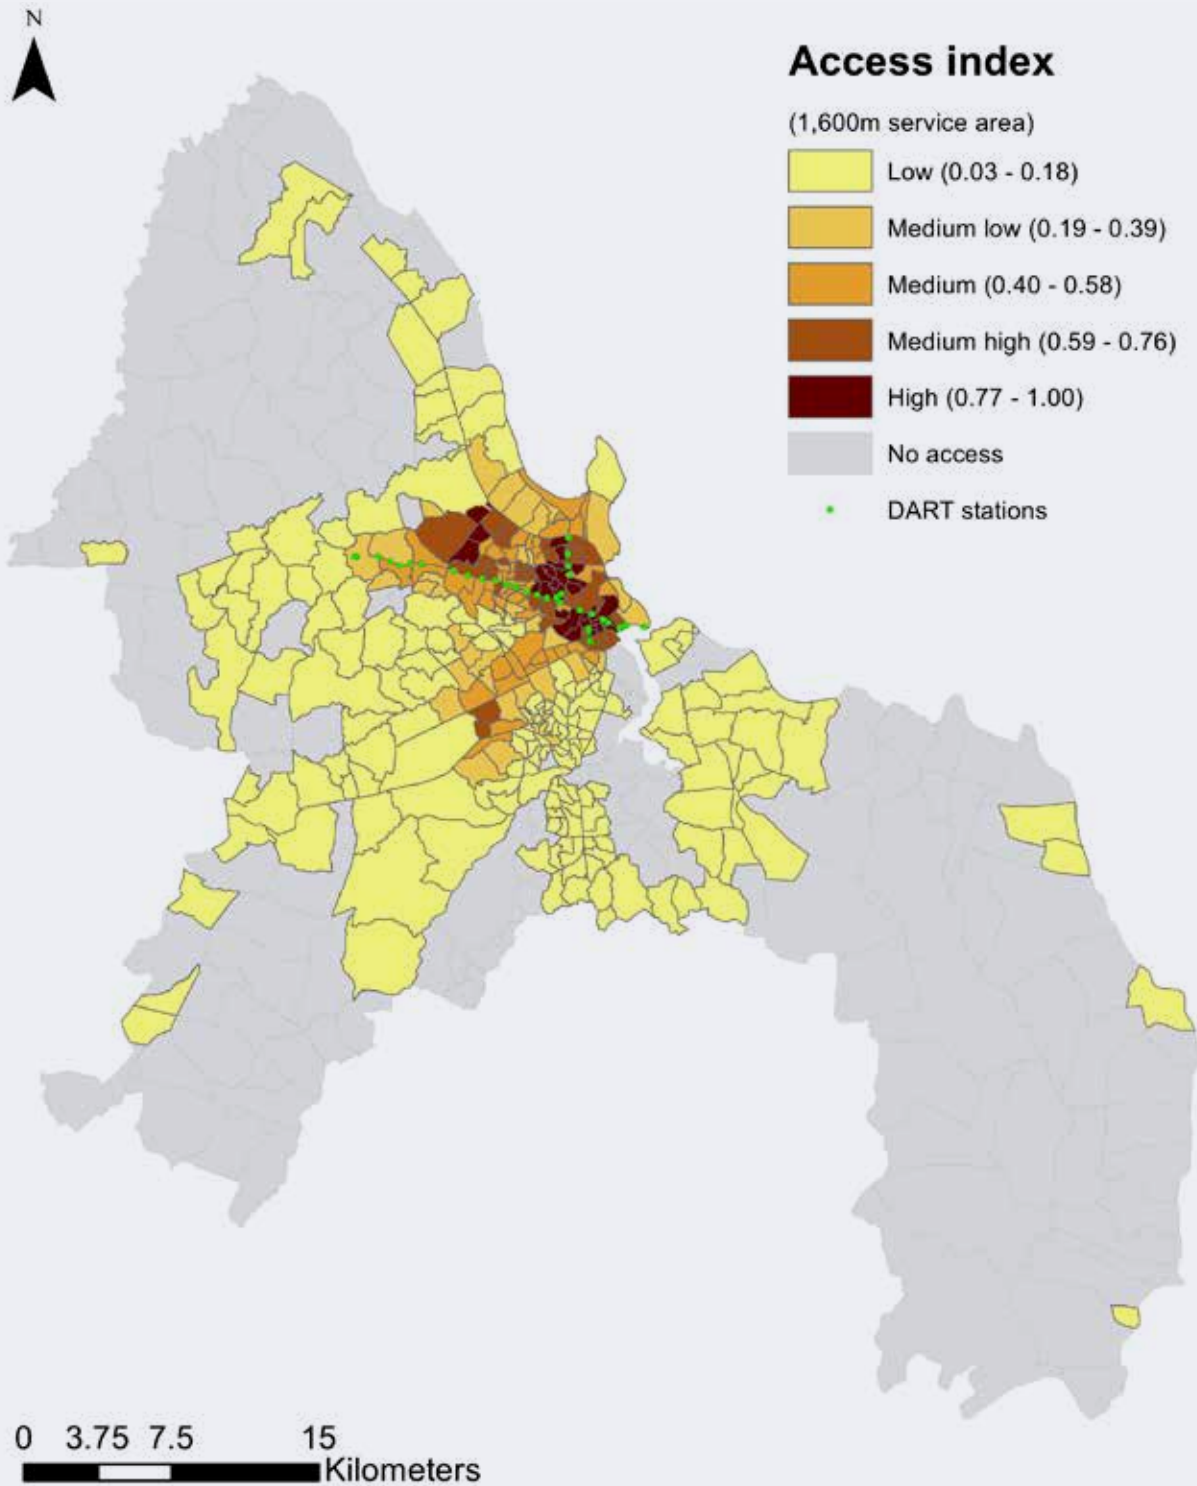 N
Access index
(1,600m service area)
Low (0.03 - 0.18)
Medium low (0.19 - 0.39)
Medium (0.40 - 0.58)
Medium high (0.59 - 0.76)
High (0.77 - 1.00)
No access
DART stations
0 3.75 7.5 15
Kilometers